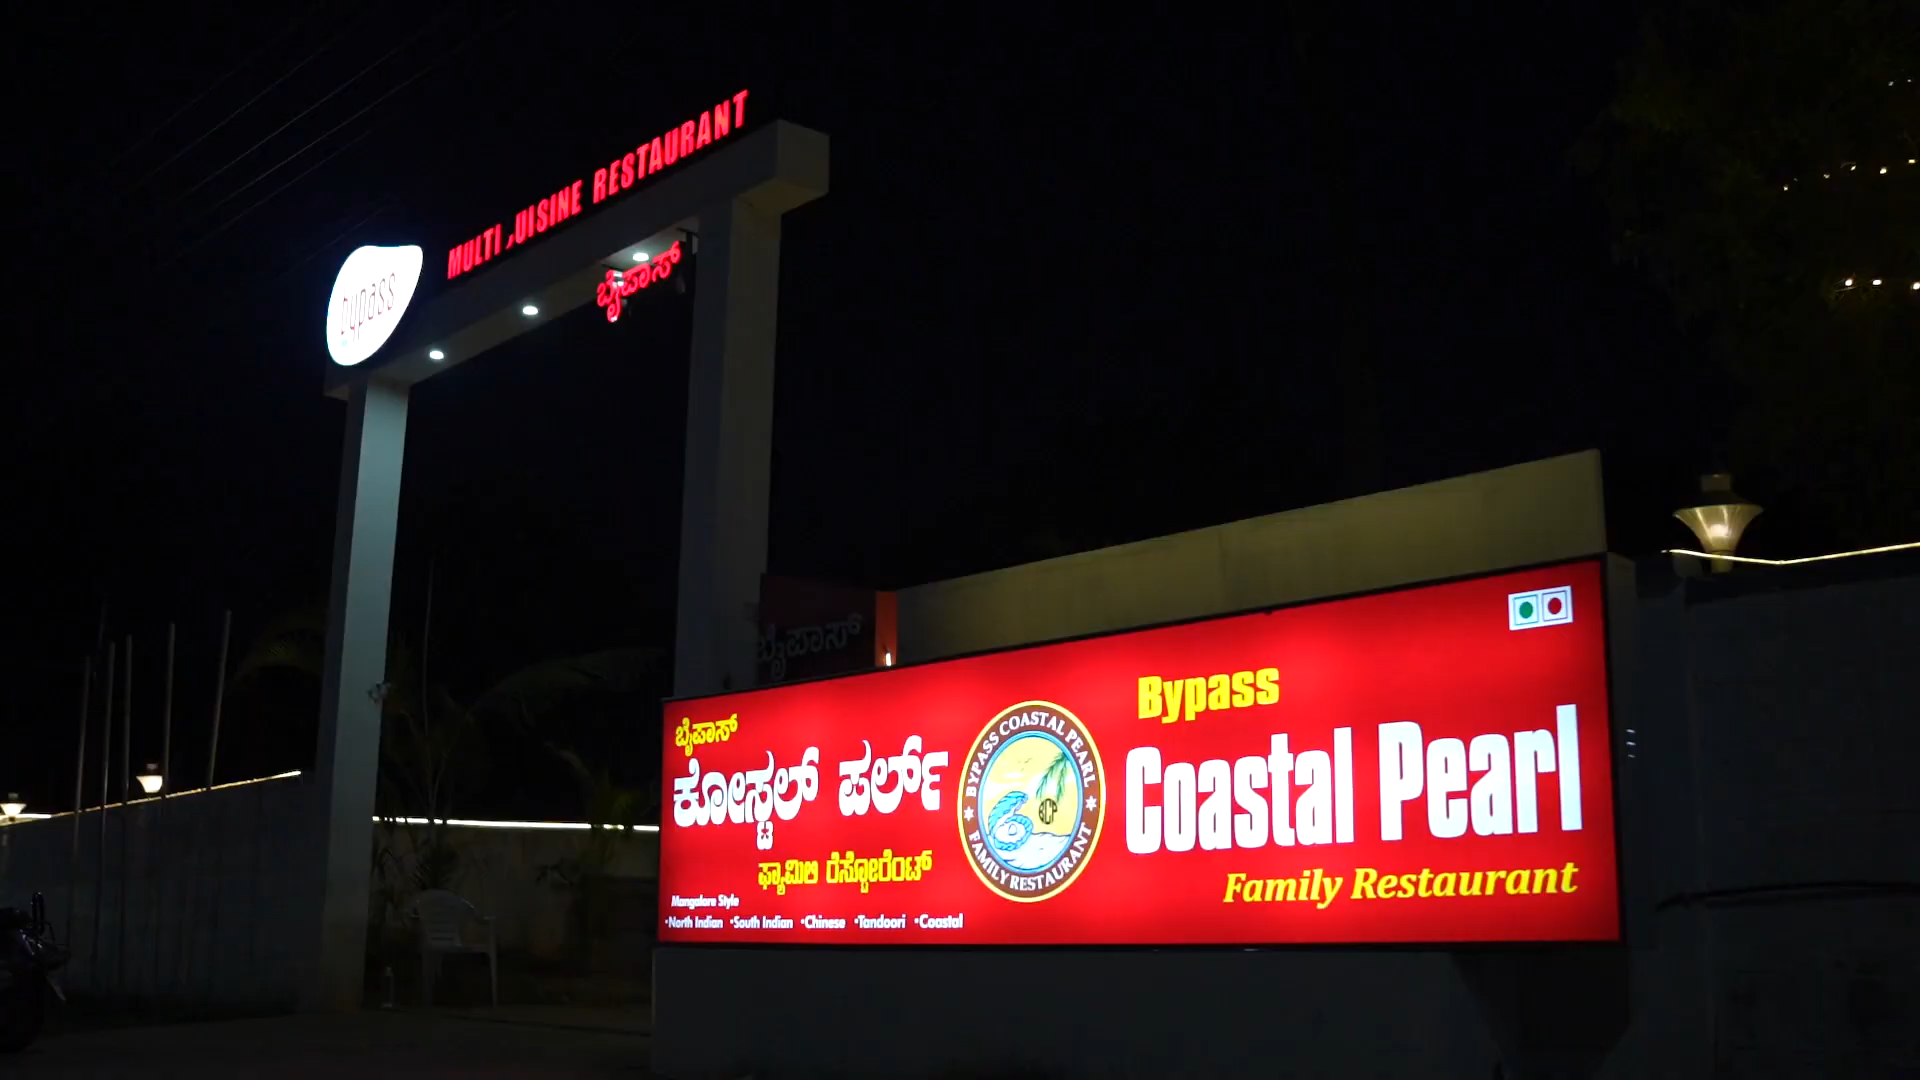 MULTI CUISINE RESTAURANT
bypass
ಬೈಪಾಸ್
ಬೈಪಾಸ್
ಬೈಪಾಸ್
ಕೋಸ್ಟಲ್ ಪರ್ಲ್
ಫ್ಯಾಮಿಲಿ ರೆಸ್ಟೋರೆಂಟ್
Mangalore Style
•North Indian •South Indian •Chinese •Tandoori •Coastal
BYPASS COASTAL PEARL
BCP
FAMILY RESTAURANT
Bypass
Coastal Pearl
Family Restaurant